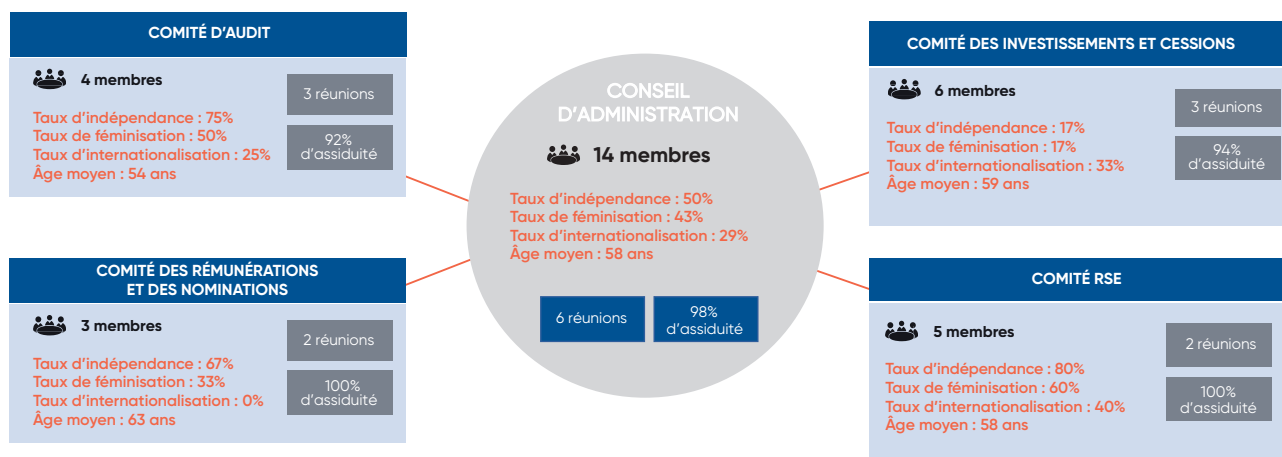 COMITÉ D'AUDIT
4 membres
Taux d'indépendance : 75%
Taux de féminisation : 50%
Taux d'internationalisation : 25%
Âge moyen : 54 ans
3 réunions
92%
d'assiduité
COMITÉ DES RÉMUNÉRATIONS
ET DES NOMINATIONS
3 membres
Taux d'indépendance : 67%
Taux de féminisation : 33%
Taux d'internationalisation : 0%
Âge moyen : 63 ans
2 réunions
100%
d'assiduité
CONSEIL
D'ADMINISTRATION
14 membres
Taux d'indépendance : 50%
Taux de féminisation : 43%
Taux d'internationalisation : 29%
Âge moyen : 58 ans
6 réunions
98%
d'assiduité
COMITÉ DES INVESTISSEMENTS ET CESSIONS
6 membres
Taux d'indépendance : 17%
Taux de féminisation : 17%
Taux d'internationalisation : 33%
Âge moyen : 59 ans
3 réunions
94%
d'assiduité
COMITÉ RSE
5 membres
Taux d'indépendance : 80%
Taux de féminisation : 60%
Taux d'internationalisation : 40%
Âge moyen : 58 ans
2 réunions
100%
d'assiduité